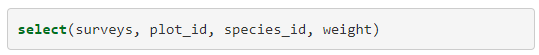 select(surveys, plot_id, species_id, weight)